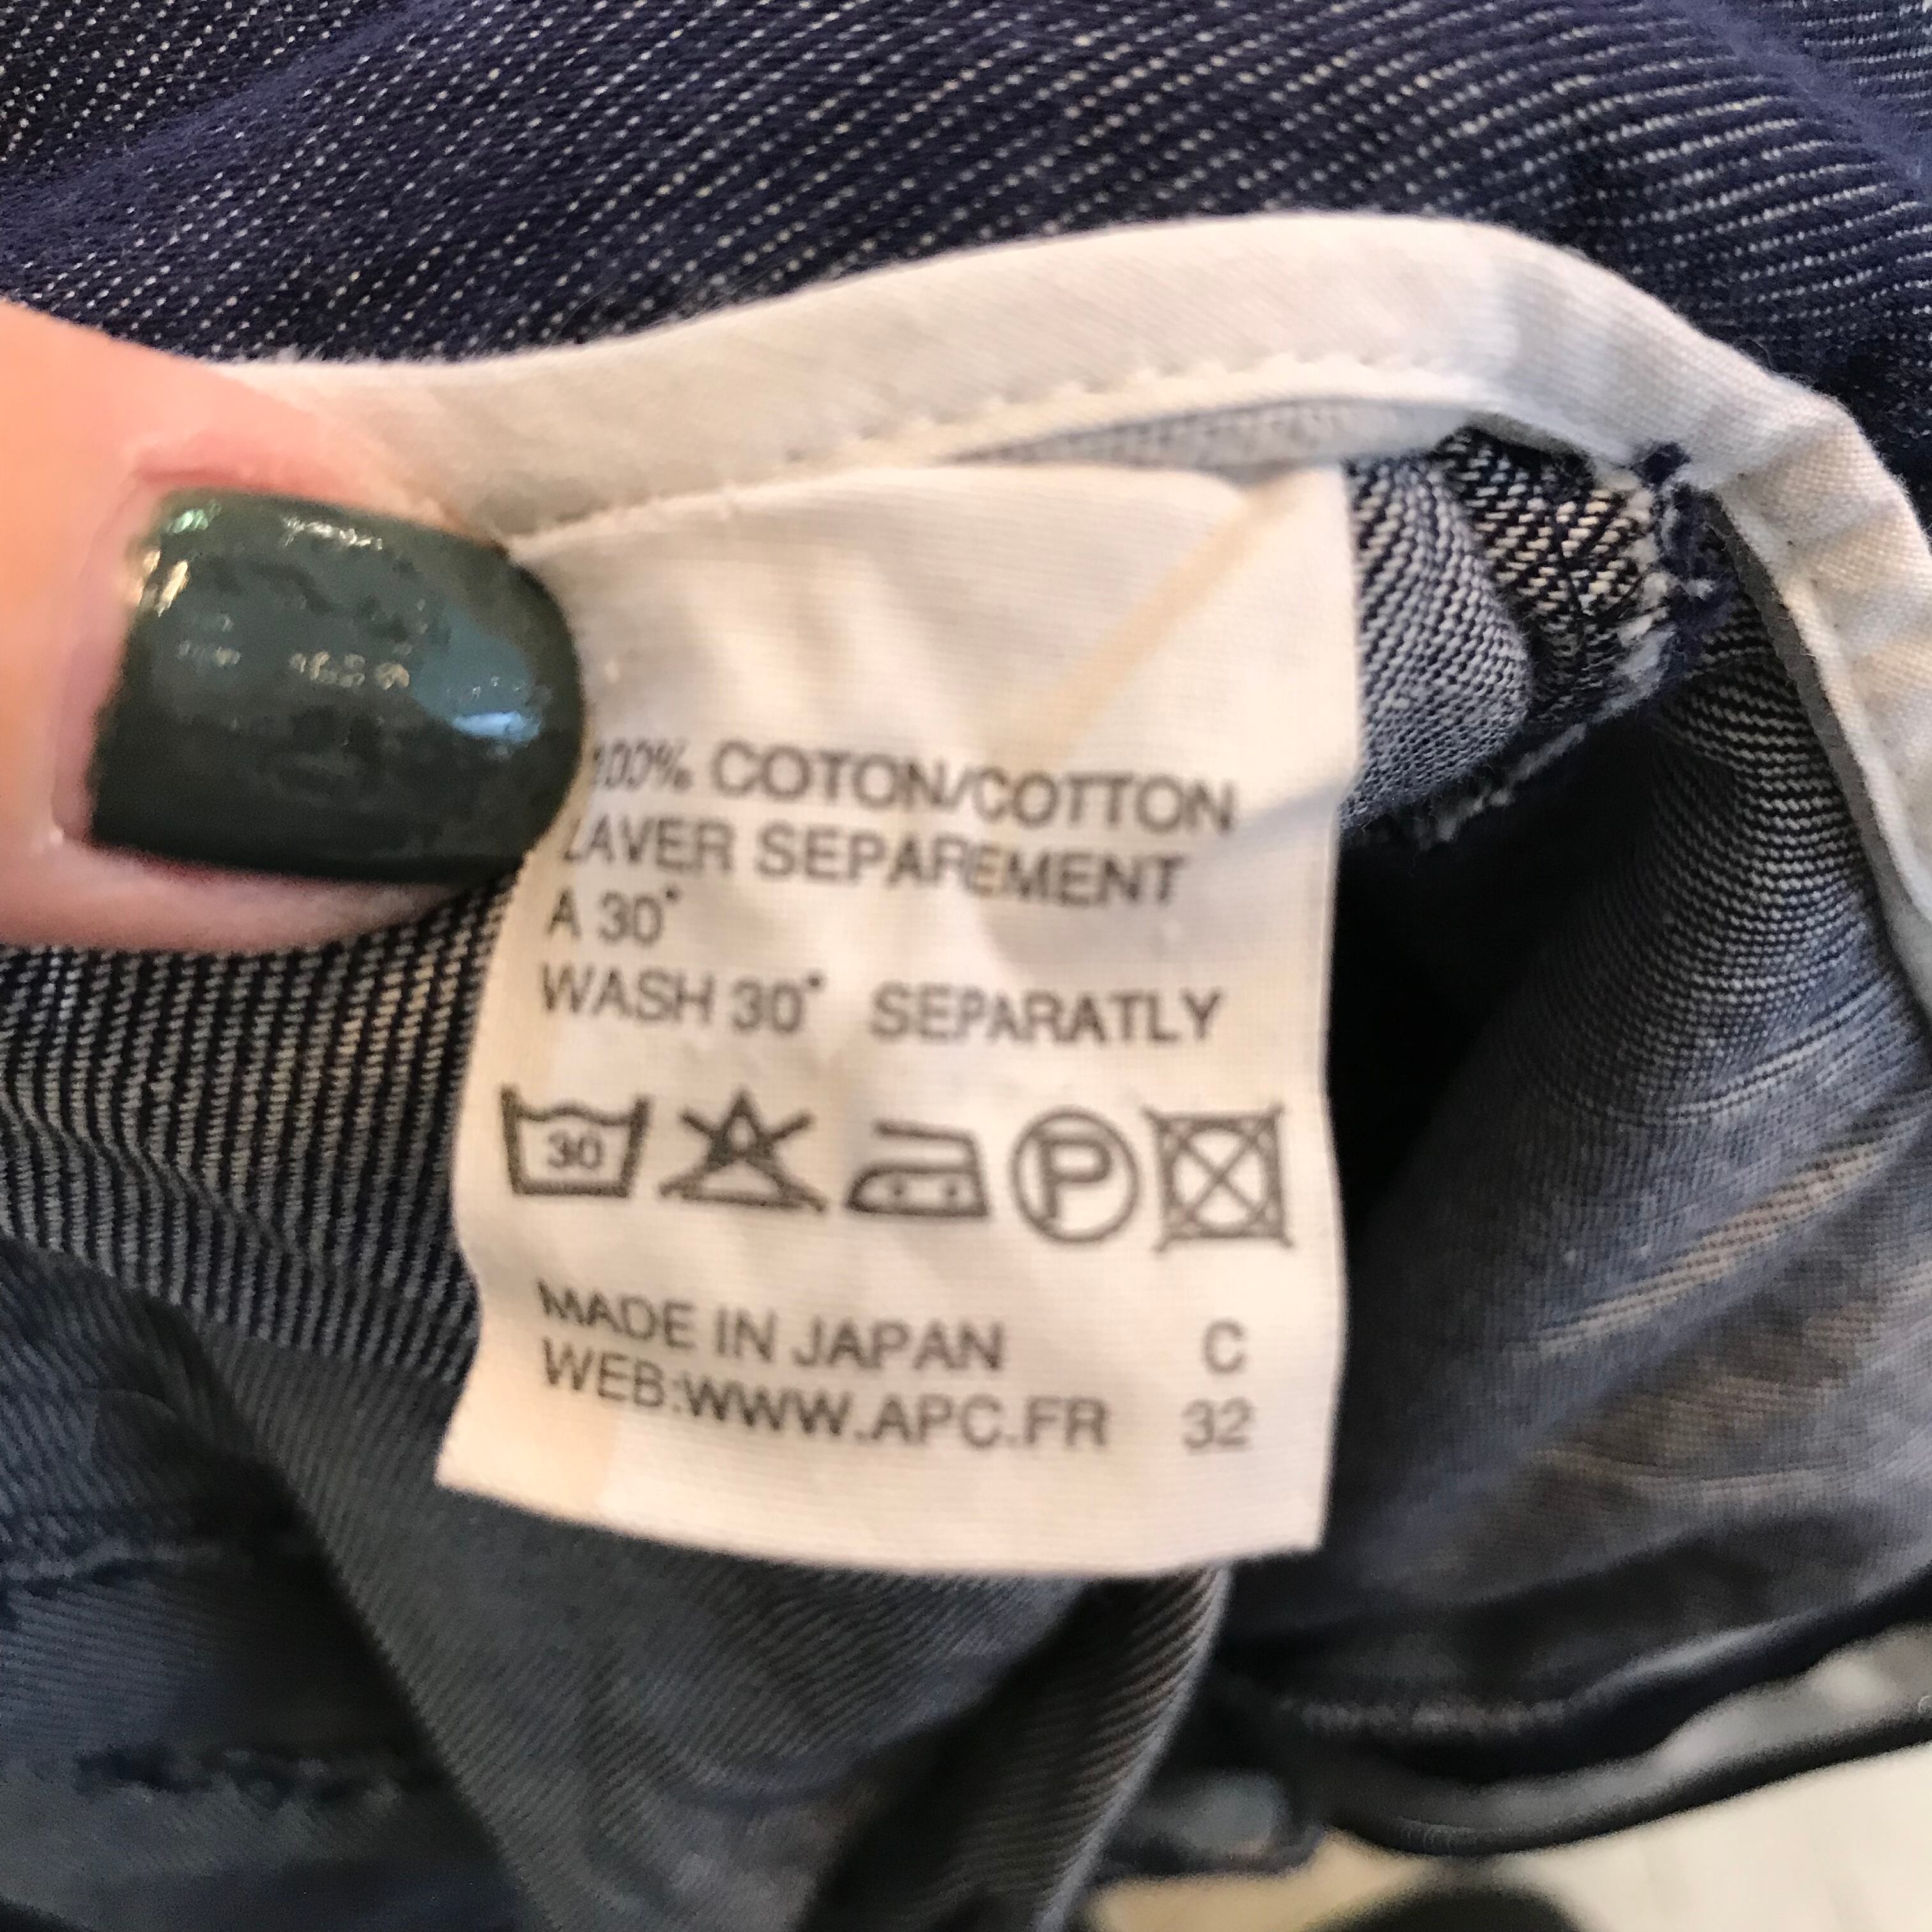 100% COTON/COTTON
LAVER SEPAREMENT
A 30°
WASH 30° SEPARATLY
30 P
MADE IN JAPAN C
WEB:WWW.APC.FR 32